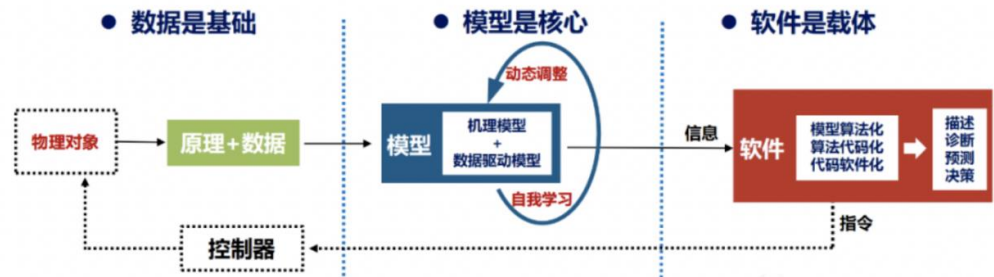 ● 数据是基础
● 模型是核心
● 软件是载体
物理对象
原理+数据
模型
动态调整
机理模型
+
数据驱动模型
自我学习
信息
软件
模型算法化
算法代码化
代码软件化
描述
诊断
预测
决策
指令
控制器